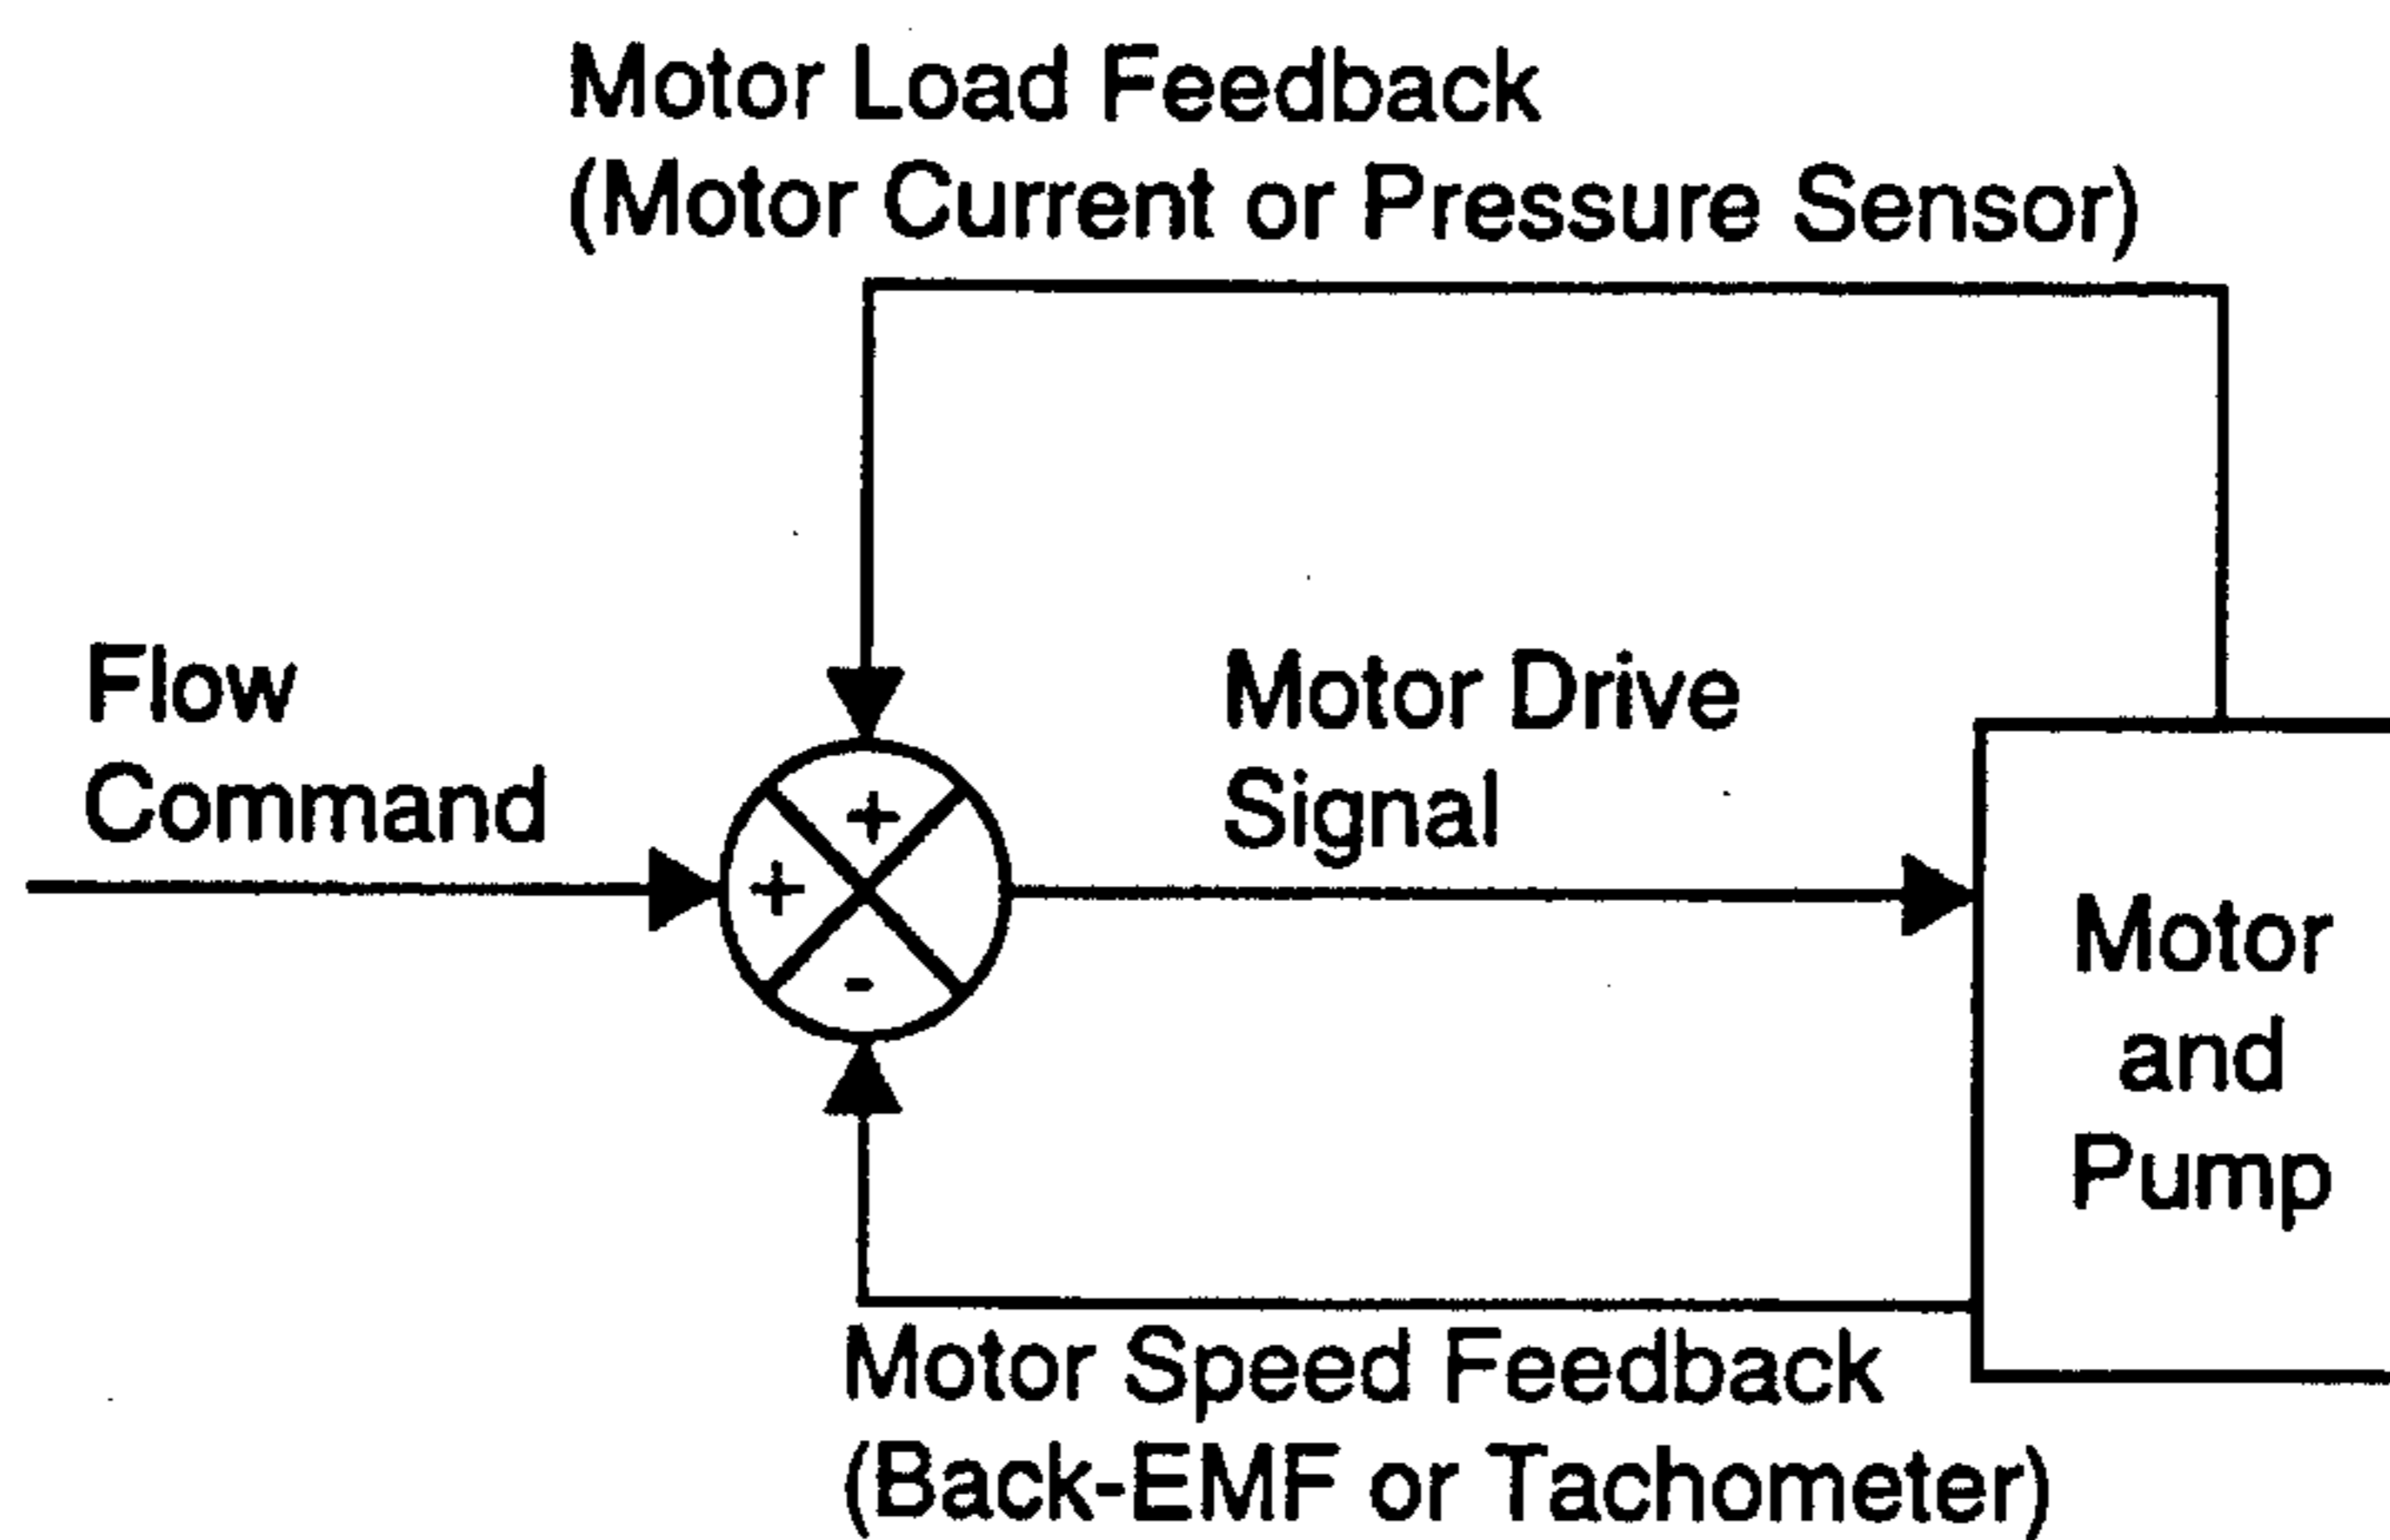 Motor Load Feedback
(Motor Current or Pressure Sensor)
Flow
Command
+
+
-
Motor Drive
Signal
Motor
and
Pump
Motor Speed Feedback
(Back-EMF or Tachometer)